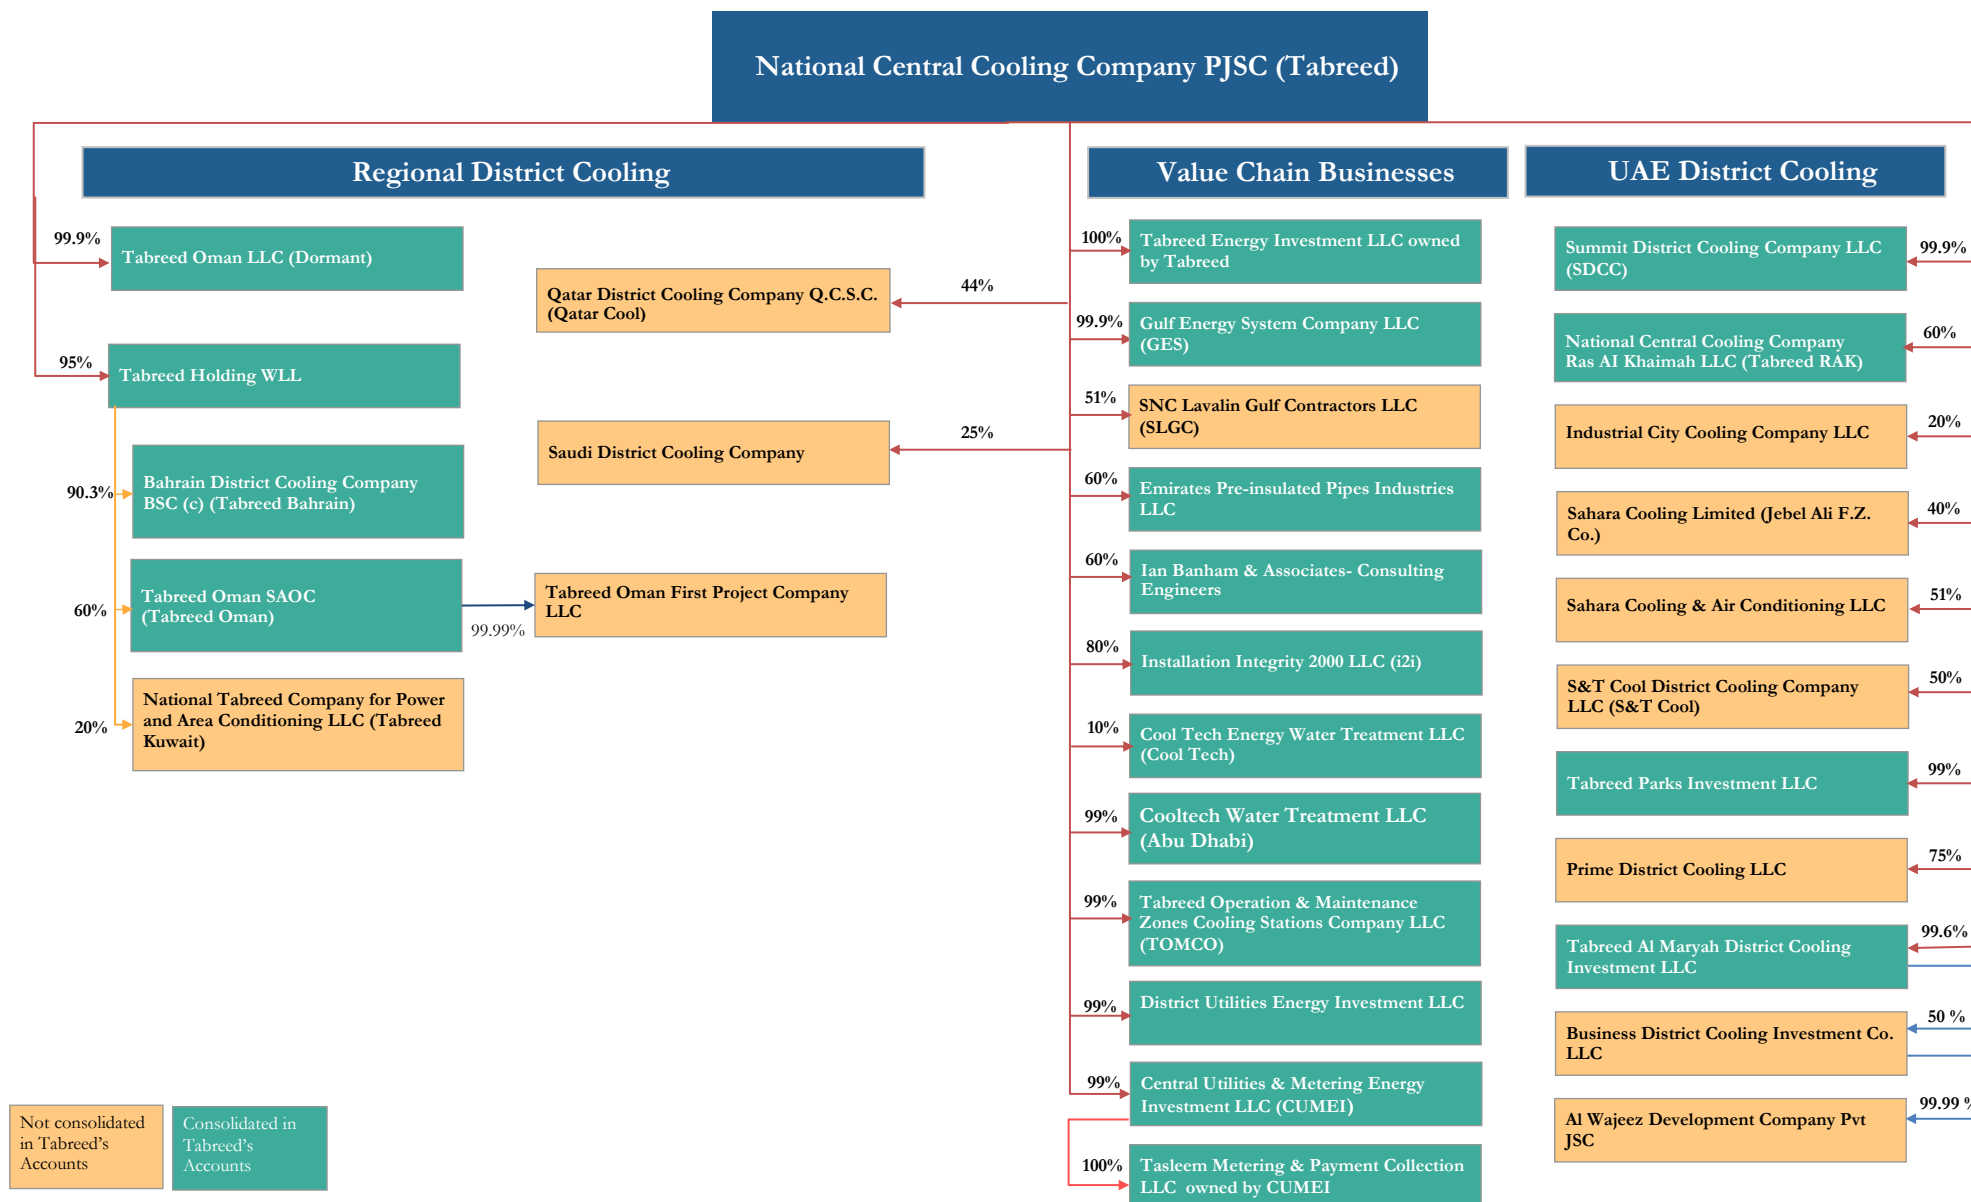 National Central Cooling Company PJSC (Tabreed)
Regional District Cooling
99.9%
Tabreed Oman LLC (Dormant)
Qatar District Cooling Company Q.C.S.C.
(Qatar Cool)
44%
95%
Tabreed Holding WLL
Saudi District Cooling Company
25%
90.3%
Bahrain District Cooling Company
BSC (c) (Tabreed Bahrain)
60%
Tabreed Oman SAOC
(Tabreed Oman)
99.99%
Tabreed Oman First Project Company
LLC
20%
National Tabreed Company for Power
and Area Conditioning LLC (Tabreed
Kuwait)
Value Chain Businesses
100%
Tabreed Energy Investment LLC owned
by Tabreed
99.9%
Gulf Energy System Company LLC
(GES)
51%
SNC Lavalin Gulf Contractors LLC
(SLGC)
60%
Emirates Pre-insulated Pipes Industries
LLC
60%
Ian Banham & Associates- Consulting
Engineers
80%
Installation Integrity 2000 LLC (i2i)
10%
Cool Tech Energy Water Treatment LLC
(Cool Tech)
99%
Cooltech Water Treatment LLC
(Abu Dhabi)
99%
Tabreed Operation & Maintenance
Zones Cooling Stations Company LLC
(TOMCO)
99%
District Utilities Energy Investment LLC
99%
Central Utilities & Metering Energy
Investment LLC (CUMEI)
100%
Tasleem Metering & Payment Collection
LLC owned by CUMEI
UAE District Cooling
Summit District Cooling Company LLC
(SDCC)
99.9%
National Central Cooling Company
Ras AI Khaimah LLC (Tabreed RAK)
60%
Industrial City Cooling Company LLC
20%
Sahara Cooling Limited (Jebel Ali F.Z.
Co.)
40%
Sahara Cooling & Air Conditioning LLC
51%
S&T Cool District Cooling Company
LLC (S&T Cool)
50%
Tabreed Parks Investment LLC
99%
Prime District Cooling LLC
75%
Tabreed Al Maryah District Cooling
Investment LLC
99.6%
Business District Cooling Investment Co.
LLC
50 %
Al Wajeez Development Company Pvt
JSC
99.99 %
Not consolidated
in Tabreed's
Accounts
Consolidated in
Tabreed's
Accounts